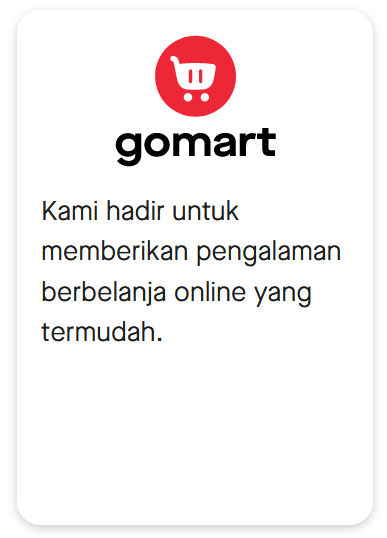 gomart
Kami hadir untuk
memberikan pengalaman
berbelanja online yang
termudah.